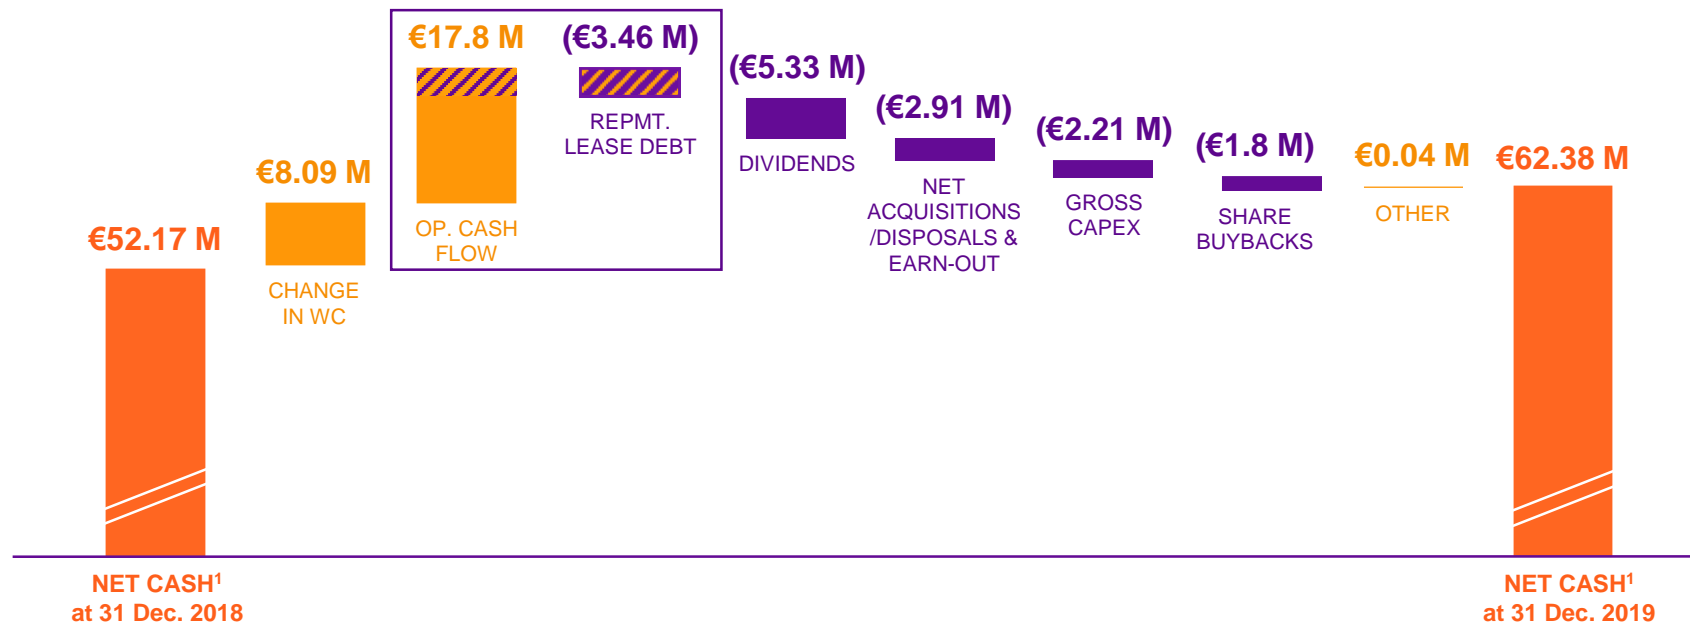 €52.17 M
NET CASH¹
at 31 Dec. 2018
€8.09 M
CHANGE
IN WC
€17.8 M
OP. CASH
FLOW
(€3.46 M)
REPMT.
LEASE DEBT
(€5.33 M)
DIVIDENDS
(€2.91 M)
NET
ACQUISITIONS
/DISPOSALS &
EARN-OUT
(€2.21 M)
GROSS
CAPEX
(€1.8 M)
SHARE
BUYBACKS
€0.04 M
OTHER
€62.38 M
NET CASH¹
at 31 Dec. 2019